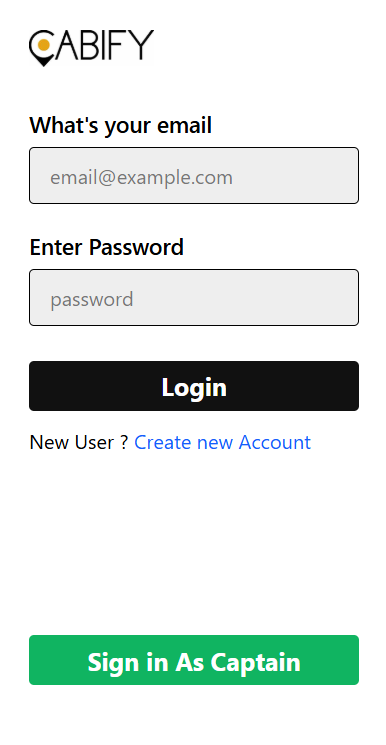 CABIFY
What's your email
email@example.com
Enter Password
password
Login
New User ? Create new Account
Sign in As Captain